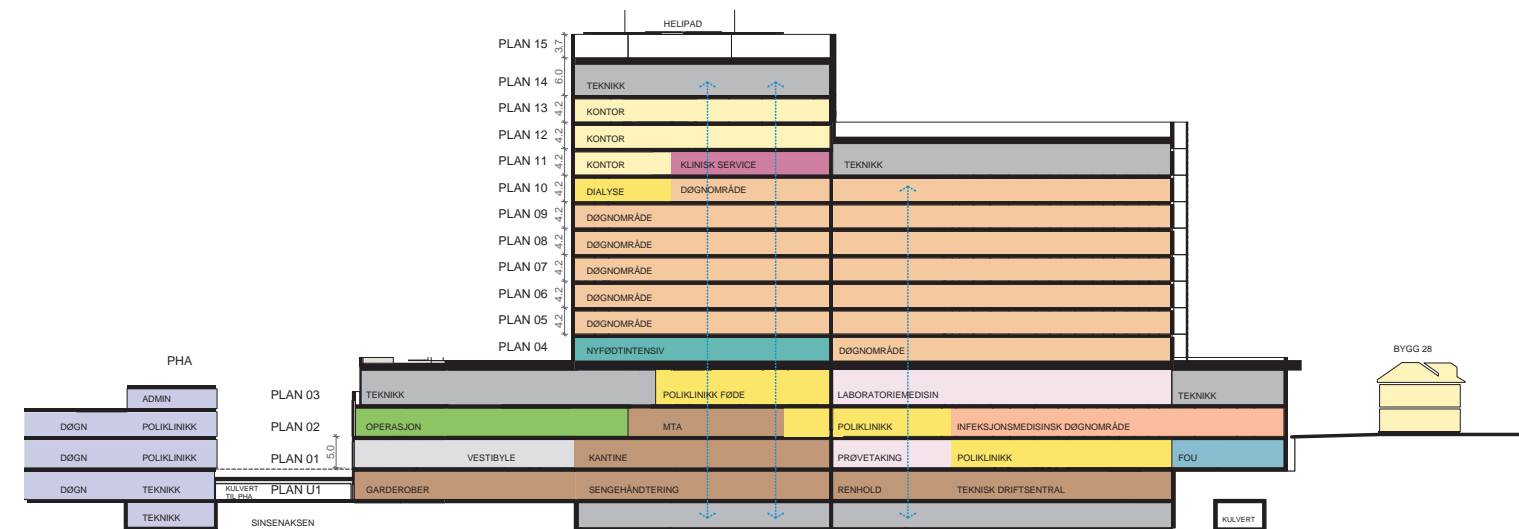 HELIPAD
PLAN 15 3.7
PLAN 14 6.0 TEKNIKK
PLAN 13 4.2 KONTOR
PLAN 12 4.2 KONTOR
PLAN 11 4.2 KONTOR KLINISK SERVICE TEKNIKK
PLAN 10 4.2 DIALYSE DØGNOMRÅDE
PLAN 09 4.2 DØGNOMRÅDE
PLAN 08 4.2 DØGNOMRÅDE
PLAN 07 4.2 DØGNOMRÅDE
PLAN 06 4.2 DØGNOMRÅDE
PLAN 05 4.2 DØGNOMRÅDE
PLAN 04 NYFØDTINTENSIV DØGNOMRÅDE
PHA
BYGG 28
ADMIN PLAN 03 TEKNIKK POLIKLINIKK FØDE LABORATORIEMEDISIN TEKNIKK
DØGN POLIKLINIKK PLAN 02 OPERASJON MTA POLIKLINIKK INFEKSJONSMEDISINSK DØGNOMRÅDE
DØGN POLIKLINIKK PLAN 01 5.0 VESTIBYLE KANTINE PRØVETAKING POLIKLINIKK FOU
DØGN TEKNIKK KULVERT TIL PHA PLAN U1 GARDEROBER SENGEHÅNDTERING RENHOLD TEKNISK DRIFTSENTRAL
TEKNIKK SINSENAKSEN KULVERT